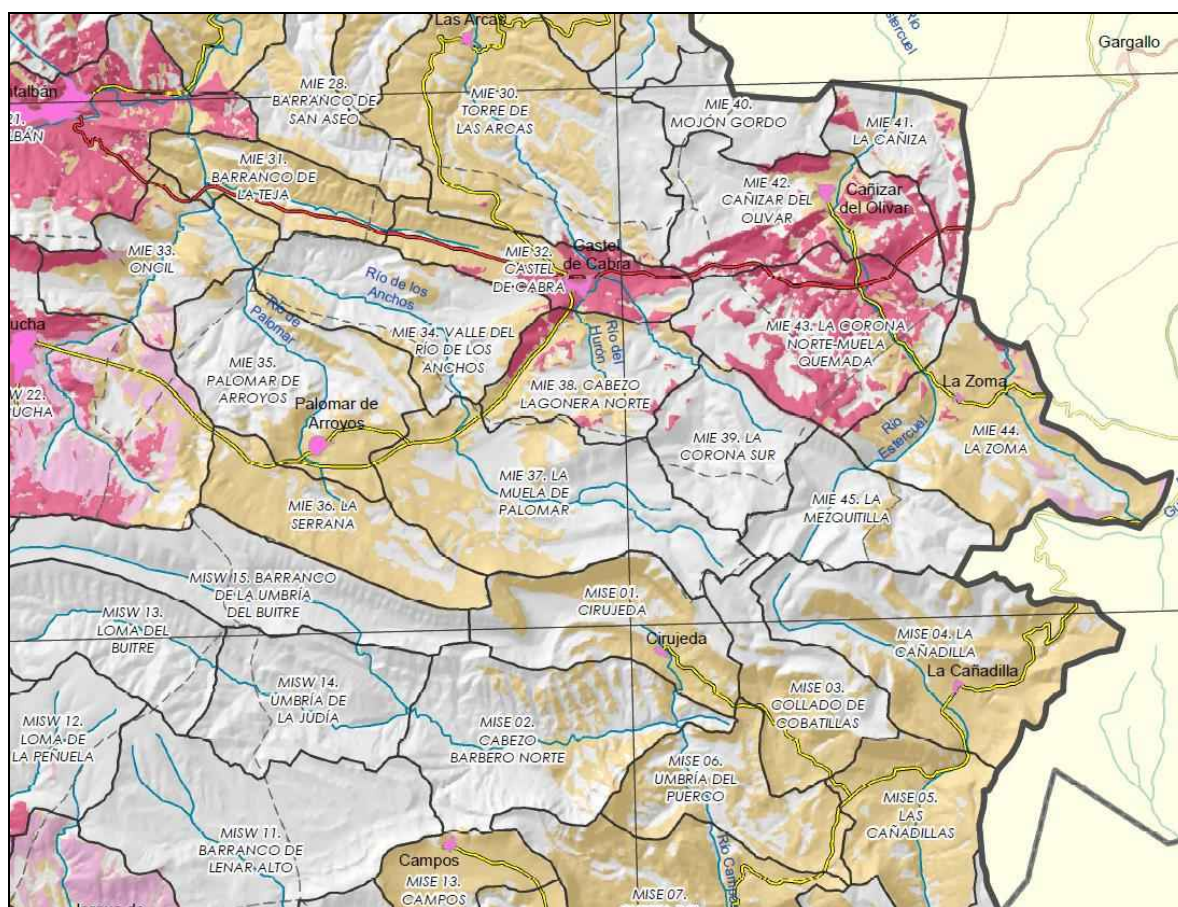 Las Arcas
Río
Estercuel
Gargallo
MIE 28.
BARRANCO DE
SAN ASEO
MIE 30.
TORRE DE
LAS ARCAS
MIE 40.
MOJÓN GORDO
MIE 41.
LA CAÑIZA
21.
MIE 31.
BARRANCO DE
LA TEJA
MIE 42.
CAÑIZAR DEL
OLIVAR
Cañizar
del Olivar
MIE 33.
ONCIL
MIE 32.
CASTEL
DE CABRA
Castel
de Cabra
Río de los
Anchos
Río de
Palomar
MIE 34. VALLE DEL
RÍO DE LOS
ANCHOS
Río del
Hurón
MIE 43. LA CORONA
NORTE-MUELA
QUEMADA
ucha
MIE 35.
PALOMAR DE
ARROYOS
W 22.
UCHA
MIE 38. CABEZO
LAGONERA NORTE
La Zoma
Palomar de
Arroyos
Río
Estercuel
MIE 44.
LA ZOMA
MIE 39. LA
CORONA SUR
MIE 37. LA
MUELA DE
PALOMAR
MIE 36. LA
SERRANA
MIE 45. LA
MEZQUITILLA
MISW 15. BARRANCO
DE LA UMBRÍA
DEL BUITRE
MISE 01.
CIRUJEDA
MISW 13.
LOMA DEL
BUITRE
Cirujeda
MISE 04. LA
CAÑADILLA
La Cañadilla
MISW 14.
UMBRÍA DE
LA JUDÍA
MISE 03.
COLLADO DE
COBATILLAS
MISW 12.
LOMA DE
LA PEÑUELA
MISE 02.
CABEZO
BARBERO NORTE
MISE 06.
UMBRÍA DEL
PUERCO
MISE 05.
LAS
CAÑADILLAS
MISW 11.
BARRANCO DE
LENAR ALTO
Campos
Río Campos
MISE 13.
CAMPOS
MISE 07.